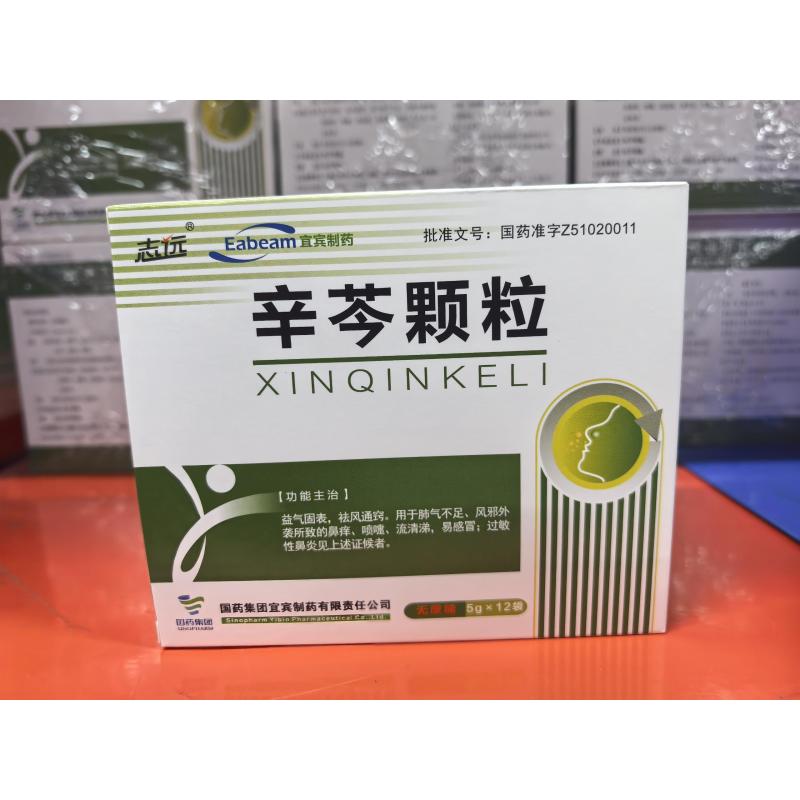 志远®
Eabeam 宜宾制药
批准文号：国药准字Z51020011
辛芩颗粒
XINQINKELI
【功能主治】
益气固表，祛风通窍。用于肺气不足、风邪外
袭所致的鼻痒、喷嚏、流清涕，易感冒；过敏
性鼻炎见上述证候者。
国药集团
SINOPHARM
国药集团宜宾制药有限责任公司
Sinopharm Yibin Pharmaceutical Co.,Ltd.
无蔗糖 5g×12袋